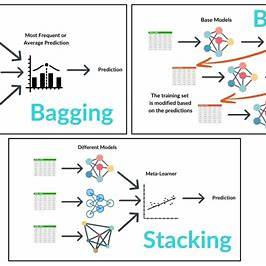 Most Frequent or
Average Prediction
Prediction
Bagging
Base Models
The training set
is modified based
on the predictions
B
Different Models
Meta-Learner
Prediction
Stacking